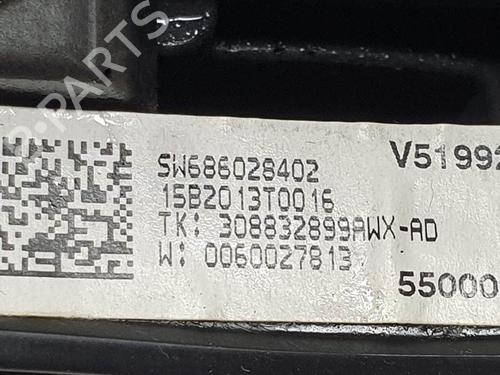 B-PARTS
SW686028402
15B2013T0016
TK: 308832899AWX-AD
W: 0060027813
V51992
55000